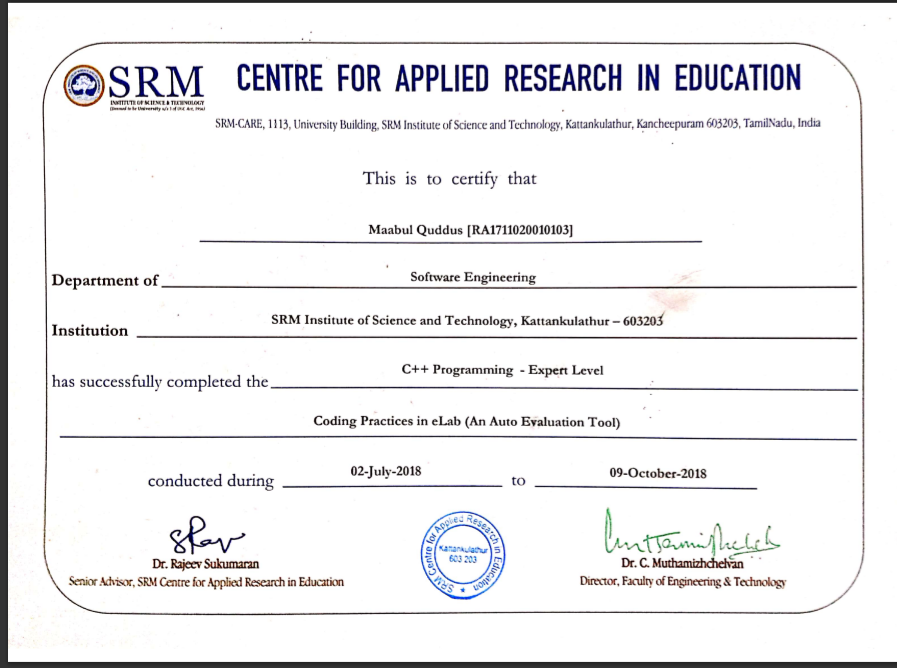 SRM
INSTITUTE OF SCIENCE & TECHNOLOGY
(Deemed to be University u/s 3 of UGC Act, 1956)
CENTRE FOR APPLIED RESEARCH IN EDUCATION
SRM-CARE, 1113, University Building, SRM Institute of Science and Technology, Kattankulathur, Kancheepuram 603203, TamilNadu, India
This is to certify that
Maabul Quddus [RA1711020010103]
Department of Software Engineering
Institution SRM Institute of Science and Technology, Kattankulathur – 603203
has successfully completed the C++ Programming - Expert Level
Coding Practices in eLab (An Auto Evaluation Tool)
conducted during 02-July-2018 to 09-October-2018
Dr. Rajeev Sukumaran
Senior Advisor, SRM Centre for Applied Research in Education
SRM Centre for Applied Research in Education
Kattankulathur
603 203
Dr. C. Muthamizhchelvan
Director, Faculty of Engineering & Technology